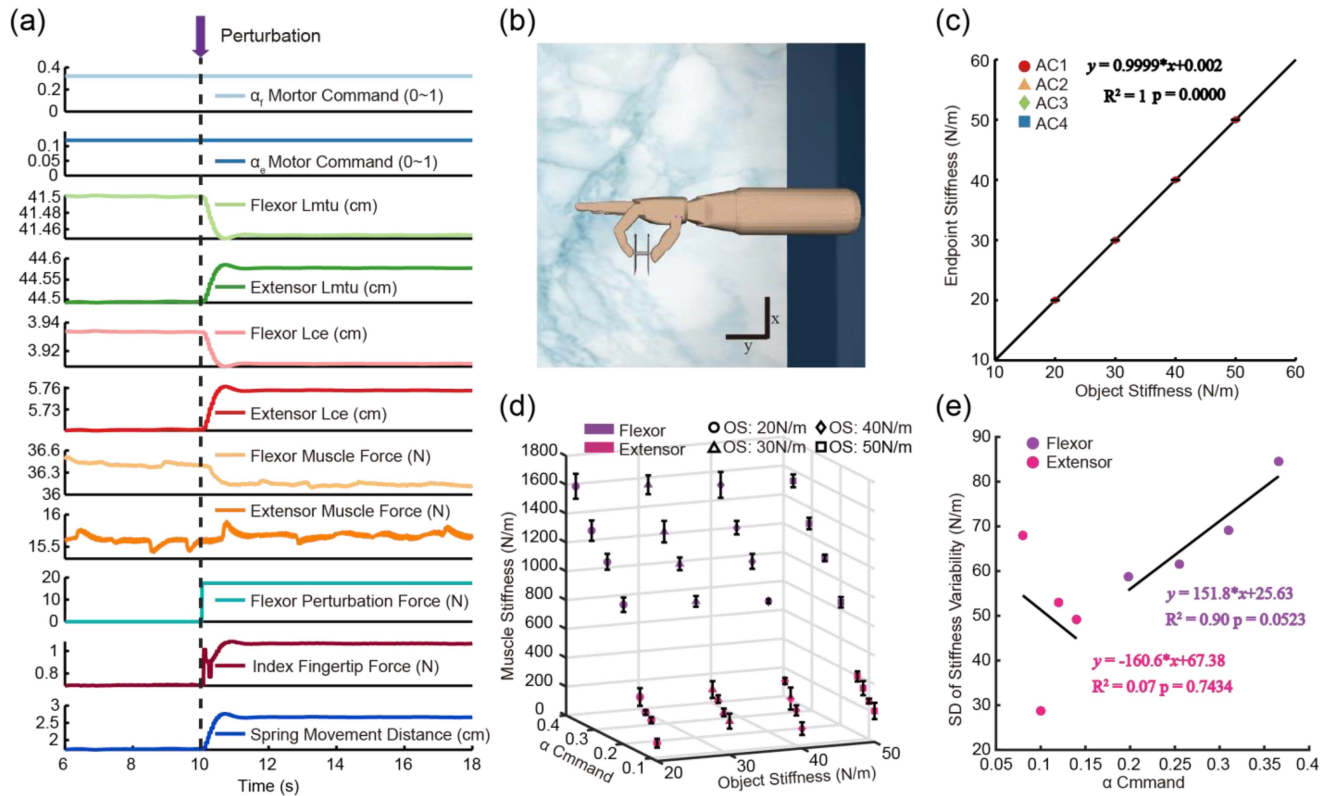 (a)
Perturbation
0.4
0.2
0
αf Mortor Command (0~1)
0.1
0.05
0
αe Motor Command (0~1)
41.5
41.48
41.46
Flexor Lmtu (cm)
44.6
44.55
44.5
Extensor Lmtu (cm)
3.94
3.92
Flexor Lce (cm)
5.76
5.73
Extensor Lce (cm)
36.6
36.3
36
Flexor Muscle Force (N)
16
15.5
Extensor Muscle Force (N)
20
10
0
Flexor Perturbation Force (N)
1
0.8
Index Fingertip Force (N)
3
2.5
2
Spring Movement Distance (cm)
6 8 10 12 14 16 18
Time (s)
(b)
x
y
(c)
AC1
AC2
AC3
AC4
y = 0.9999*x+0.002
R² = 1 p = 0.0000
Endpoint Stiffness (N/m)
60
50
40
30
20
10
10 20 30 40 50 60
Object Stiffness (N/m)
(d)
Flexor
Extensor
OS: 20N/m
OS: 30N/m
OS: 40N/m
OS: 50N/m
Muscle Stiffness (N/m)
1800
1600
1400
1200
1000
800
600
400
200
0
0.4
0.3
0.2
0.1
α Cmmand
20 30 40 50
Object Stiffness (N/m)
(e)
Flexor
Extensor
SD of Stiffness Variability (N/m)
90
80
70
60
50
40
30
20
y = 151.8*x+25.63
R² = 0.90 p = 0.0523
y = -160.6*x+67.38
R² = 0.07 p = 0.7434
0.05 0.1 0.15 0.2 0.25 0.3 0.35 0.4
α Cmmand